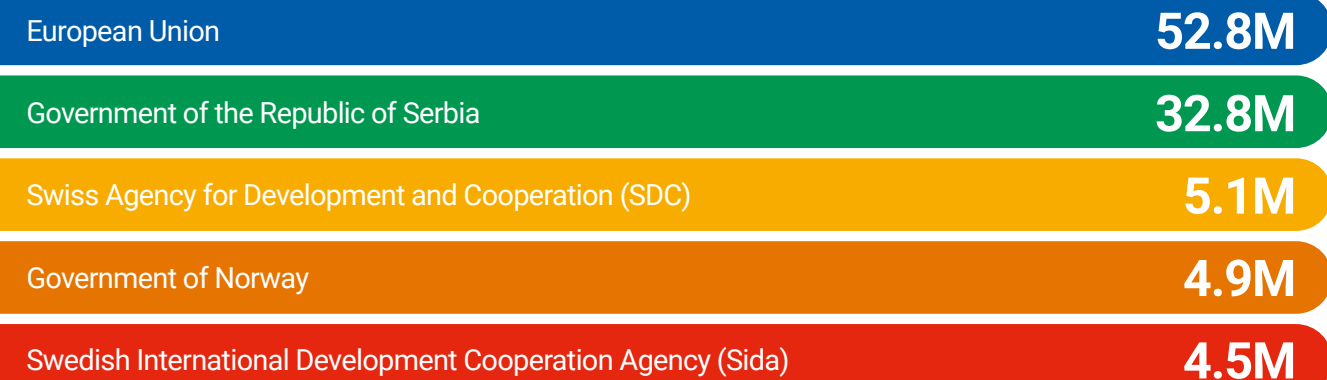 European Union 52.8M
Government of the Republic of Serbia 32.8M
Swiss Agency for Development and Cooperation (SDC) 5.1M
Government of Norway 4.9M
Swedish International Development Cooperation Agency (Sida) 4.5M